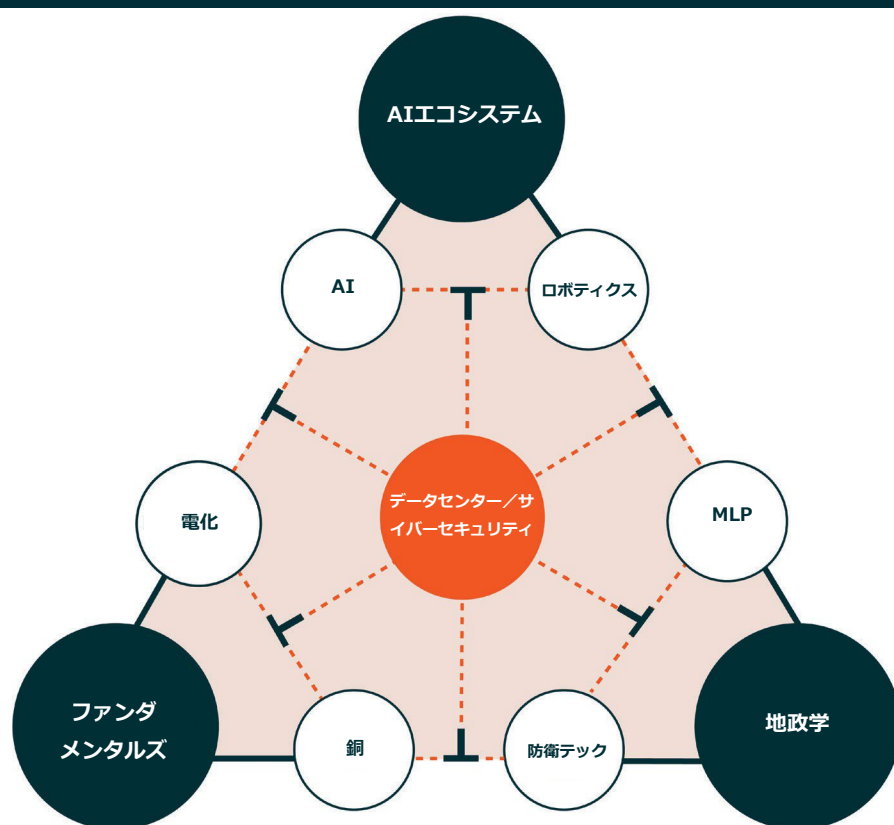 AIエコシステム
AI
ロボティクス
データセンター／サ
イバーセキュリティ
電化
MLP
ファンダ
メンタルズ
銅
防衛テック
地政学